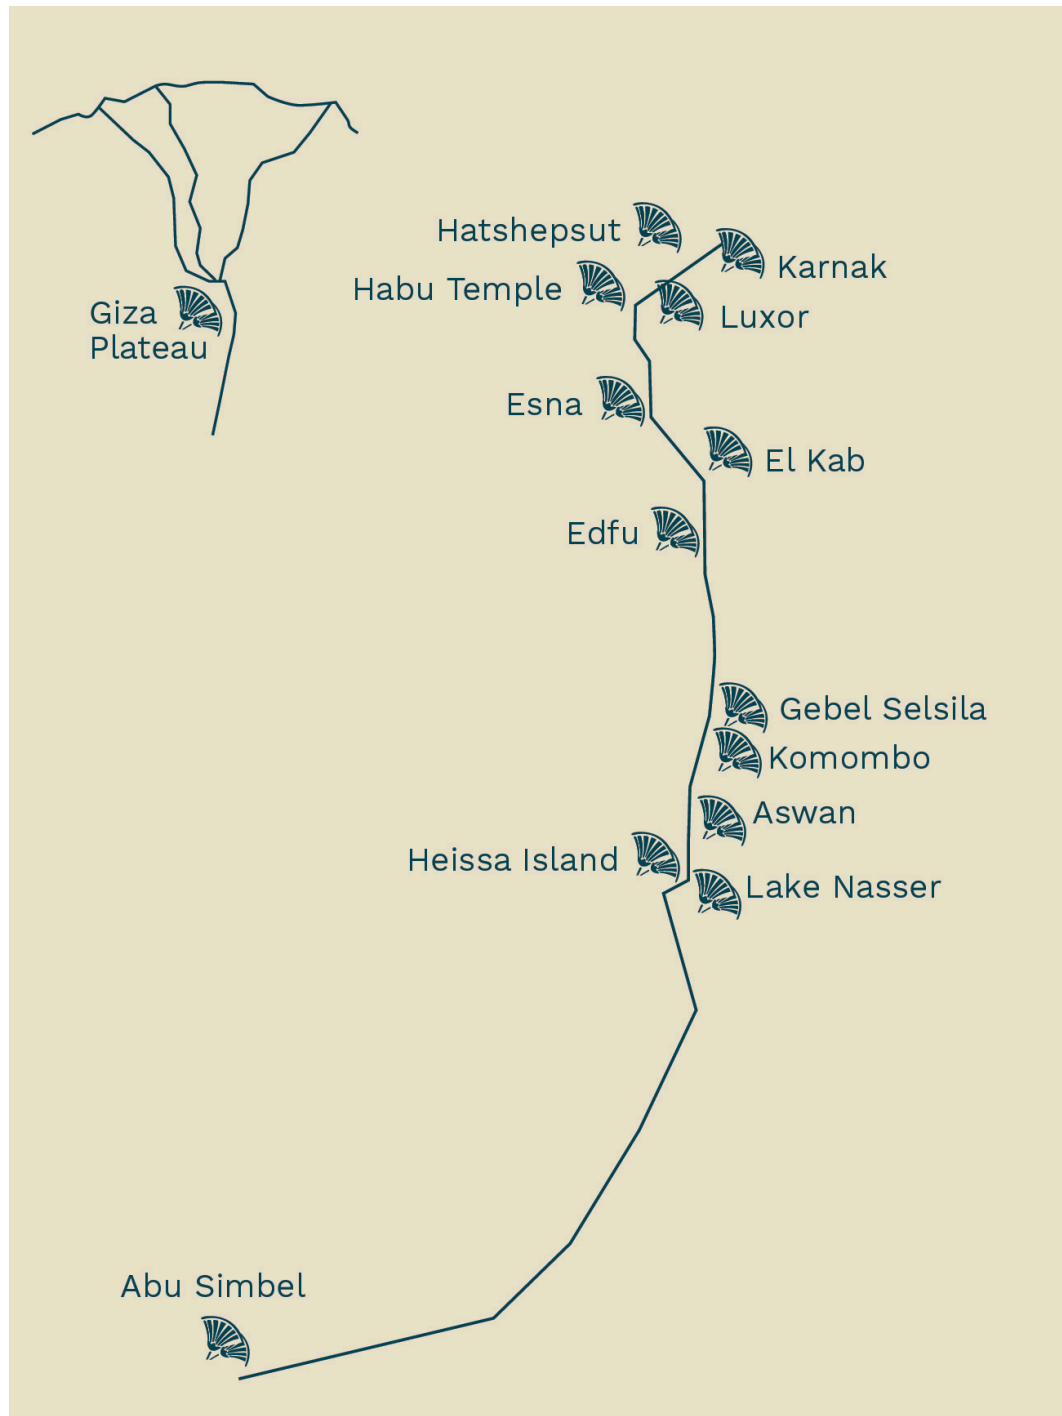 Hatshepsut
Karnak
Habu Temple
Giza
Plateau
Luxor
Esna
El Kab
Edfu
Gebel Selsila
Komombo
Aswan
Heissa Island
Lake Nasser
Abu Simbel